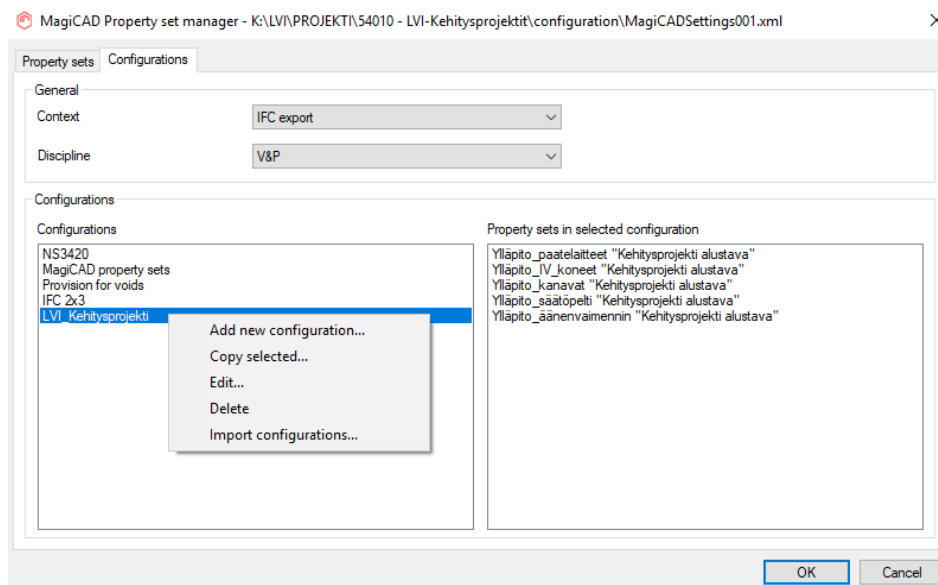 MagiCAD Property set manager - K:\LVI\PROJEKTI\54010 - LVI-Kehitysprojektit\configuration\MagiCADSettings001.xml
Property sets
Configurations
General
Context
IFC export
Discipline
V&P
Configurations
Configurations
NS3420
MagiCAD property sets
Provision for voids
IFC 2x3
LVI_Kehitysprojekti
Add new configuration...
Copy selected...
Edit...
Delete
Import configurations...
Property sets in selected configuration
Ylläpito_paatelaitteet "Kehitysprojekti alustava"
Ylläpito_IV_koneet "Kehitysprojekti alustava"
Ylläpito_kanavat "Kehitysprojekti alustava"
Ylläpito_säätöpelti "Kehitysprojekti alustava"
Ylläpito_äänenvaimennin "Kehitysprojekti alustava"
OK
Cancel